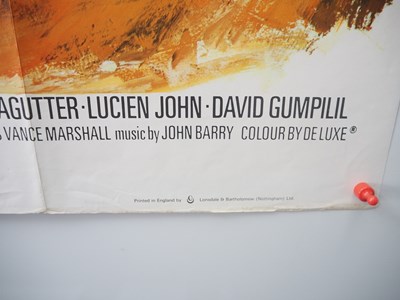 AGUTTER · LUCIEN JOHN · DAVID GUMPILIL
S VANCE MARSHALL music by JOHN BARRY COLOUR BY DE LUXE ®
Printed in England by Lonsdale & Bartholomew (Nottingham) Ltd